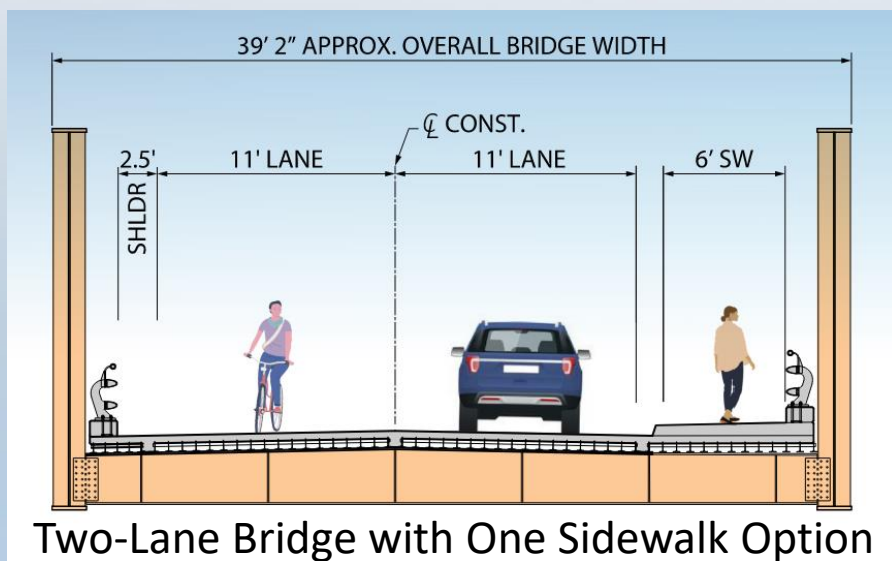 39' 2” APPROX. OVERALL BRIDGE WIDTH
℄ CONST.
2.5'
11' LANE
11' LANE
6’ SW
SHLDR
Two-Lane Bridge with One Sidewalk Option